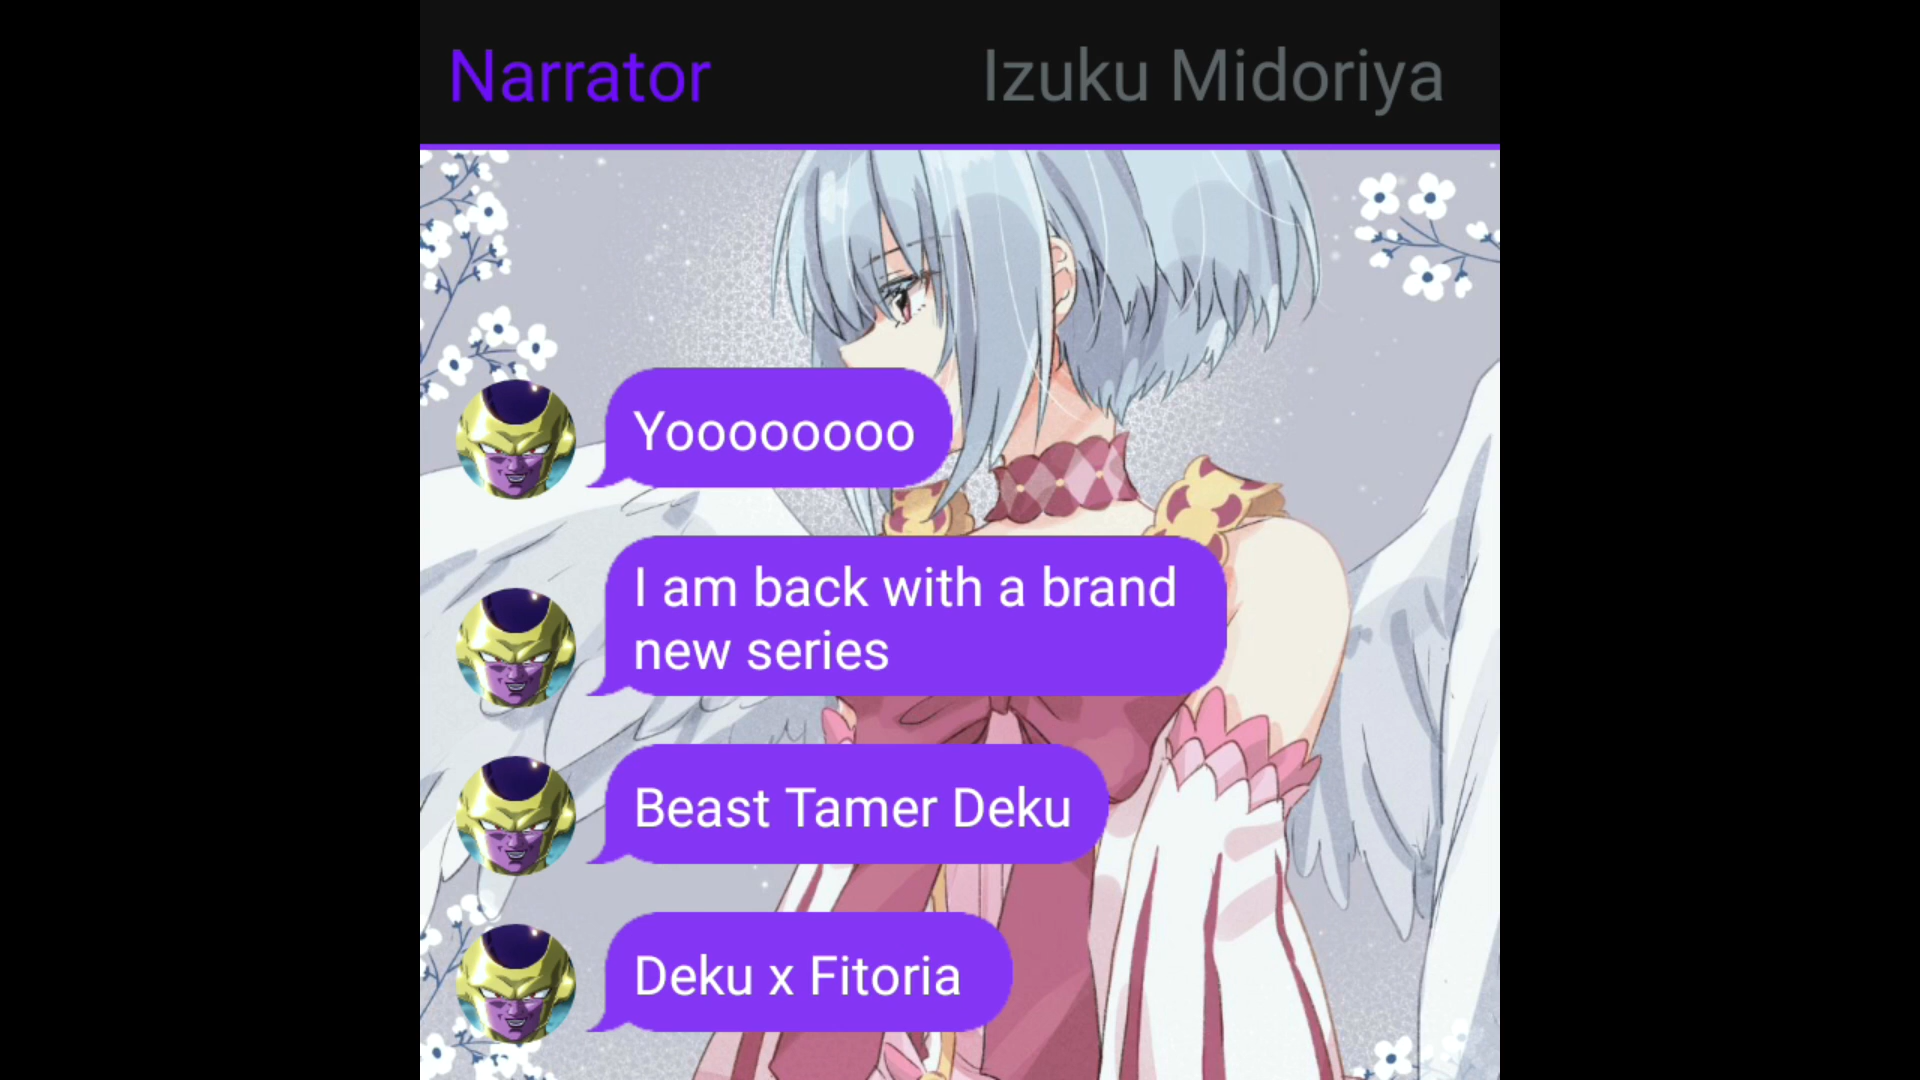 Narrator Izuku Midoriya
Yoooooooo
I am back with a brand
new series
Beast Tamer Deku
Deku x Fitoria